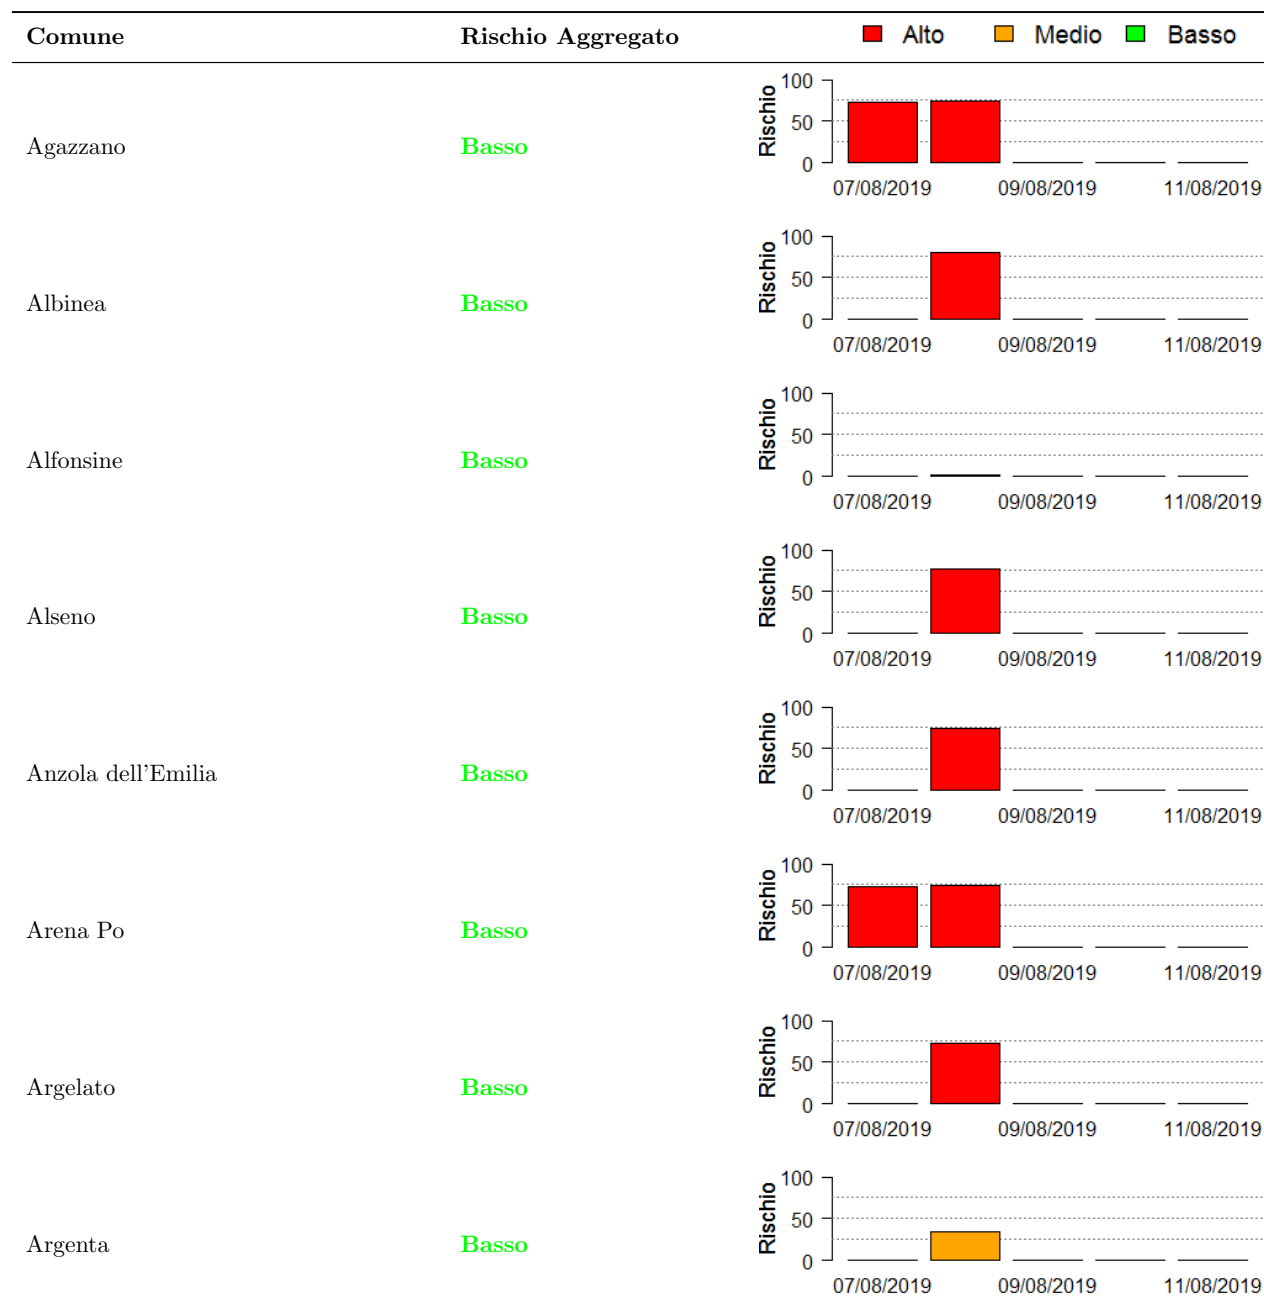 Comune Rischio Aggregato Alto Medio Basso
100
50
0
Rischio
Agazzano Basso
07/08/2019 09/08/2019 11/08/2019
100
50
0
Rischio
Albinea Basso
07/08/2019 09/08/2019 11/08/2019
100
50
0
Rischio
Alfonsine Basso
07/08/2019 09/08/2019 11/08/2019
100
50
0
Rischio
Alseno Basso
07/08/2019 09/08/2019 11/08/2019
100
50
0
Rischio
Anzola dell'Emilia Basso
07/08/2019 09/08/2019 11/08/2019
100
50
0
Rischio
Arena Po Basso
07/08/2019 09/08/2019 11/08/2019
100
50
0
Rischio
Argelato Basso
07/08/2019 09/08/2019 11/08/2019
100
50
0
Rischio
Argenta Basso
07/08/2019 09/08/2019 11/08/2019